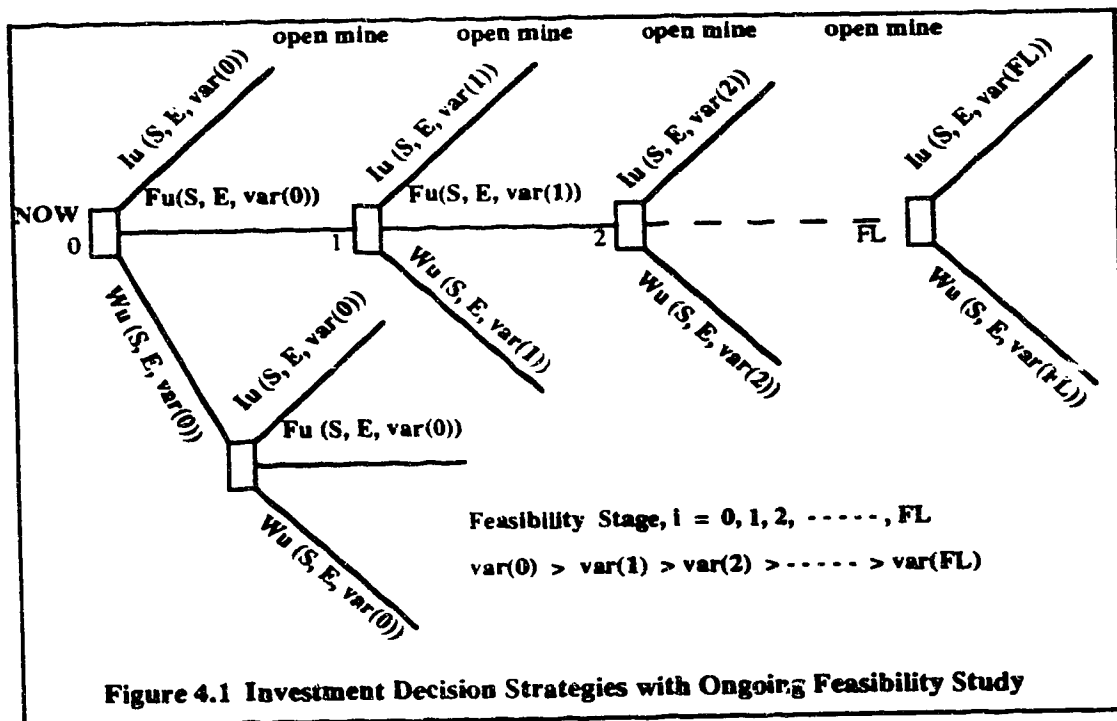 open mine open mine open mine open mine
Iu (S, E, var(0))
Iu (S, E, var(1))
Iu (S, E, var(2))
Iu (S, E, var(FL))
NOW
Fu(S, E, var(0))
Fu(S, E, var(1))
0
1
2
FL
Wu (S, E, var(0))
Wu (S, E, var(1))
Wu (S, E, var(2))
Wu (S, E, var(FL))
Iu (S, E, var(0))
Fu (S, E, var(0))
Wu (S, E, var(0))
Feasibility Stage, i = 0, 1, 2, - - - - -, FL
var(0) > var(1) > var(2) > - - - - - > var(FL)
Figure 4.1 Investment Decision Strategies with Ongoing Feasibility Study